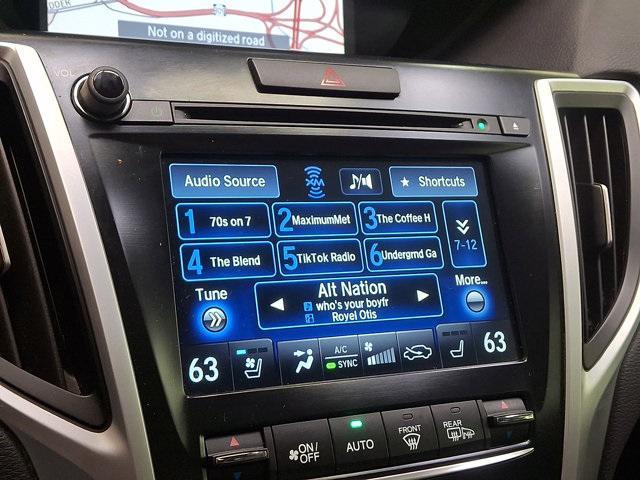 Not on a digitized road
VOL
Audio Source
XM
Shortcuts
1 70s on 7
2 MaximumMet
3 The Coffee H
7-12
4 The Blend
5 TikTok Radio
6 Undergrnd Ga
Tune
Alt Nation
who's your boyfr
Royel Otis
More...
63
A/C
SYNC
63
ON/
OFF
AUTO
FRONT
REAR